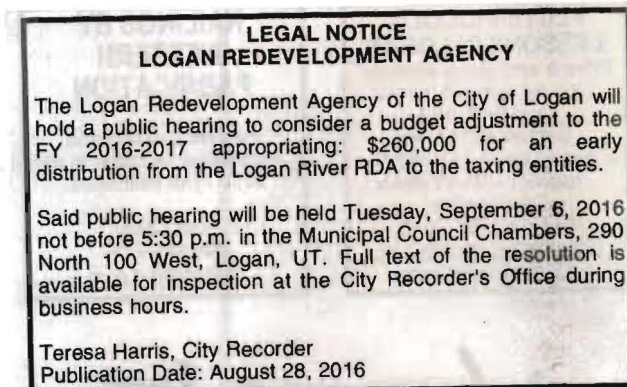 LEGAL NOTICE
LOGAN REDEVELOPMENT AGENCY
The Logan Redevelopment Agency of the City of Logan will
hold a public hearing to consider a budget adjustment to the
FY 2016-2017 appropriating: $260,000 for an early
distribution from the Logan River RDA to the taxing entities.
Said public hearing will be held Tuesday, September 6, 2016
not before 5:30 p.m. in the Municipal Council Chambers, 290
North 100 West, Logan, UT. Full text of the resolution is
available for inspection at the City Recorder's Office during
business hours.
Teresa Harris, City Recorder
Publication Date: August 28, 2016